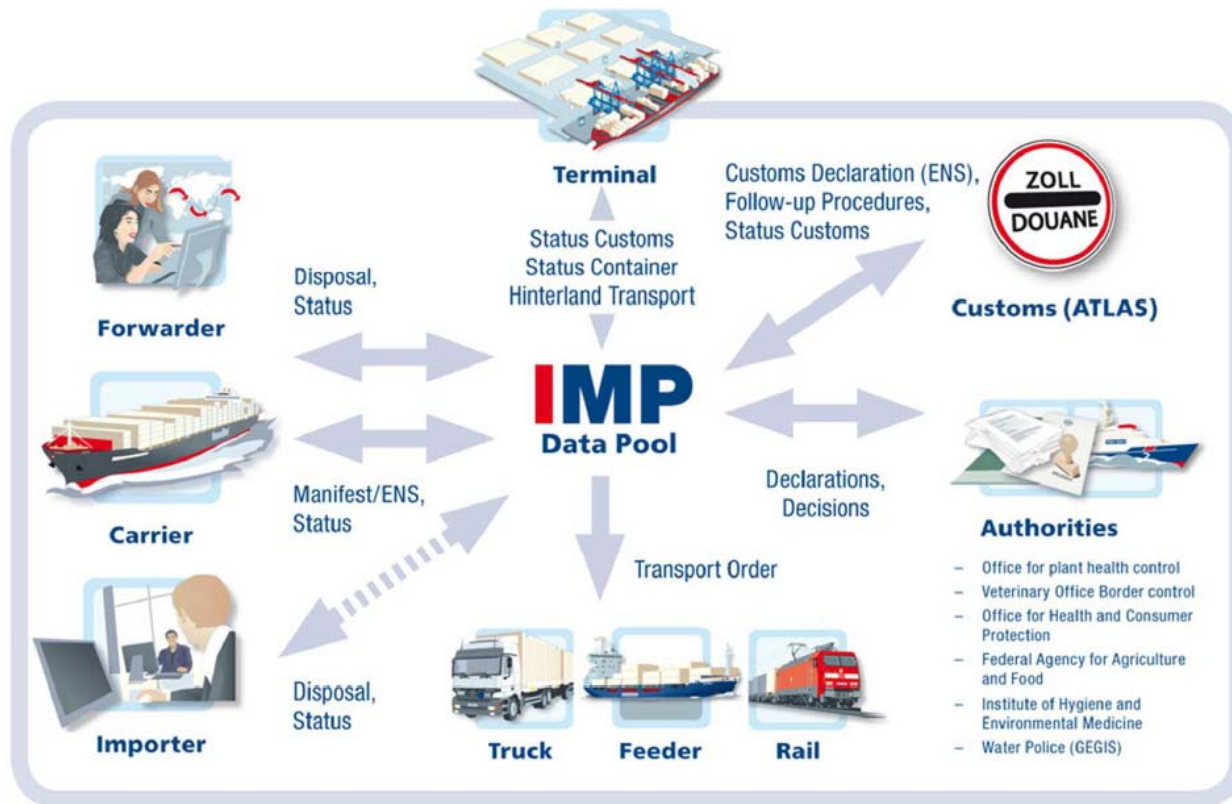 Terminal
Customs Declaration (ENS),
Follow-up Procedures,
Status Customs
ZOLL
DOUANE
Customs (ATLAS)
Status Customs
Status Container
Hinterland Transport
Disposal,
Status
Forwarder
IMP
Data Pool
Manifest/ENS,
Status
Carrier
Declarations,
Decisions
Authorities
– Office for plant health control
– Veterinary Office Border control
– Office for Health and Consumer
Protection
– Federal Agency for Agriculture
and Food
– Institute of Hygiene and
Environmental Medicine
– Water Police (GEGIS)
Transport Order
Disposal,
Status
Importer
Truck
Feeder
Rail